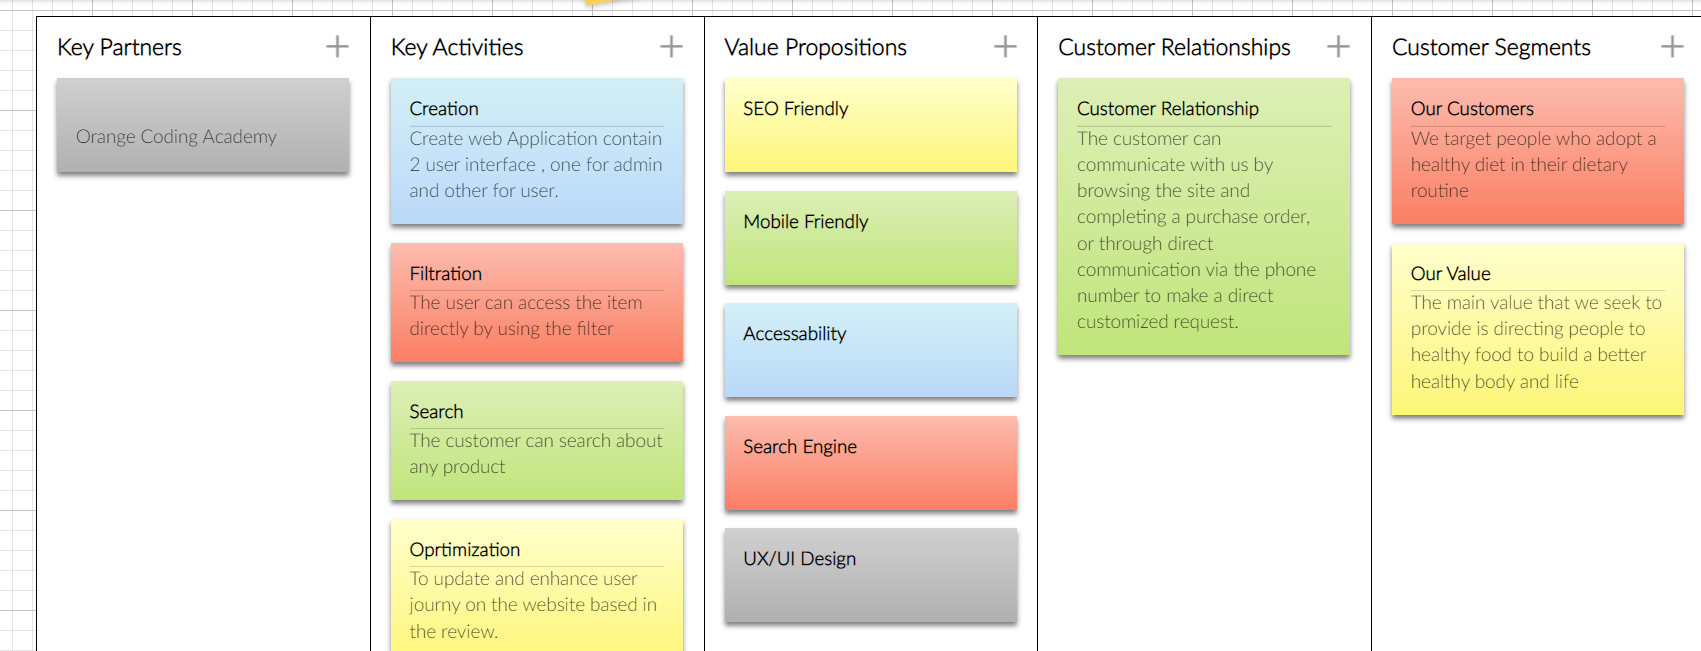 Key Partners
Orange Coding Academy
Key Activities
Creation
Create web Application contain
2 user interface , one for admin
and other for user.
Filtration
The user can access the item
directly by using the filter
Search
The customer can search about
any product
Oprtimization
To update and enhance user
journy on the website based in
the review.
Value Propositions
SEO Friendly
Mobile Friendly
Accessability
Search Engine
UX/UI Design
Customer Relationships
Customer Relationship
The customer can
communicate with us by
browsing the site and
completing a purchase order,
or through direct
communication via the phone
number to make a direct
customized request.
Customer Segments
Our Customers
We target people who adopt a
healthy diet in their dietary
routine
Our Value
The main value that we seek to
provide is directing people to
healthy food to build a better
healthy body and life